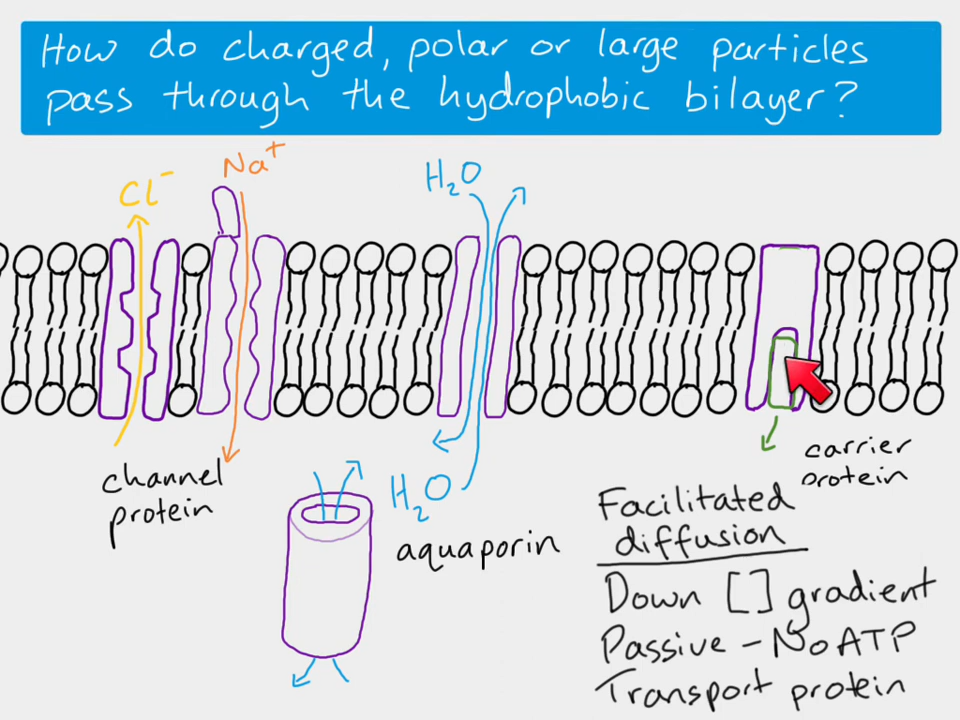 How do charged, polar or large particles
pass through the hydrophobic bilayer?
Cl⁻
Na⁺
H₂O
channel
protein
H₂O
aquaporin
carrier
protein
Facilitated
diffusion
Down [] gradient
Passive - No ATP
Transport protein